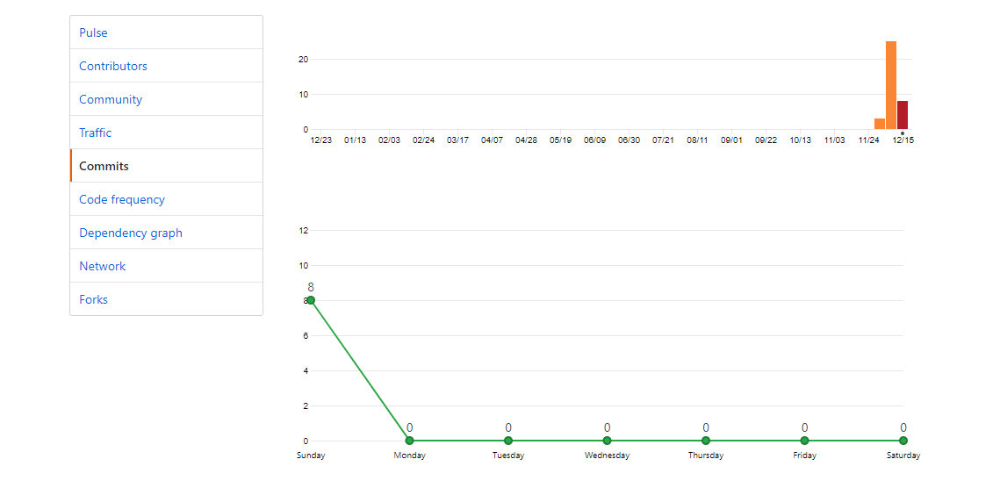 Pulse
Contributors
Community
Traffic
Commits
Code frequency
Dependency graph
Network
Forks
20
10
0
12/23 01/13 02/03 02/24 03/17 04/07 04/28 05/19 06/09 06/30 07/21 08/11 09/01 09/22 10/13 11/03 11/24 12/15
12
10
8
8
6
4
2
0 0 0 0 0 0
0
Sunday Monday Tuesday Wednesday Thursday Friday Saturday